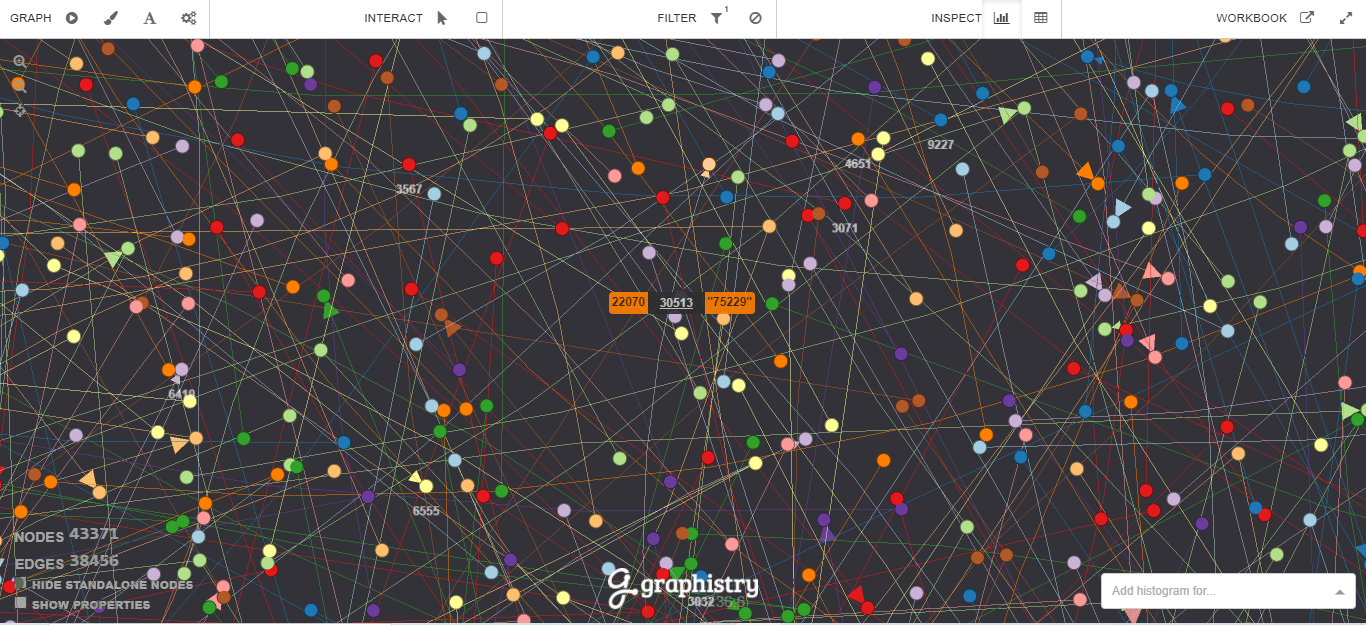 GRAPH INTERACT FILTER 1 INSPECT WORKBOOK
9227
4651
3567
3071
22070 30513 "75229"
6419
6555
NODES 43371
EDGES 38456
HIDE STANDALONE NODES
SHOW PROPERTIES
graphistry
3032
Add histogram for...